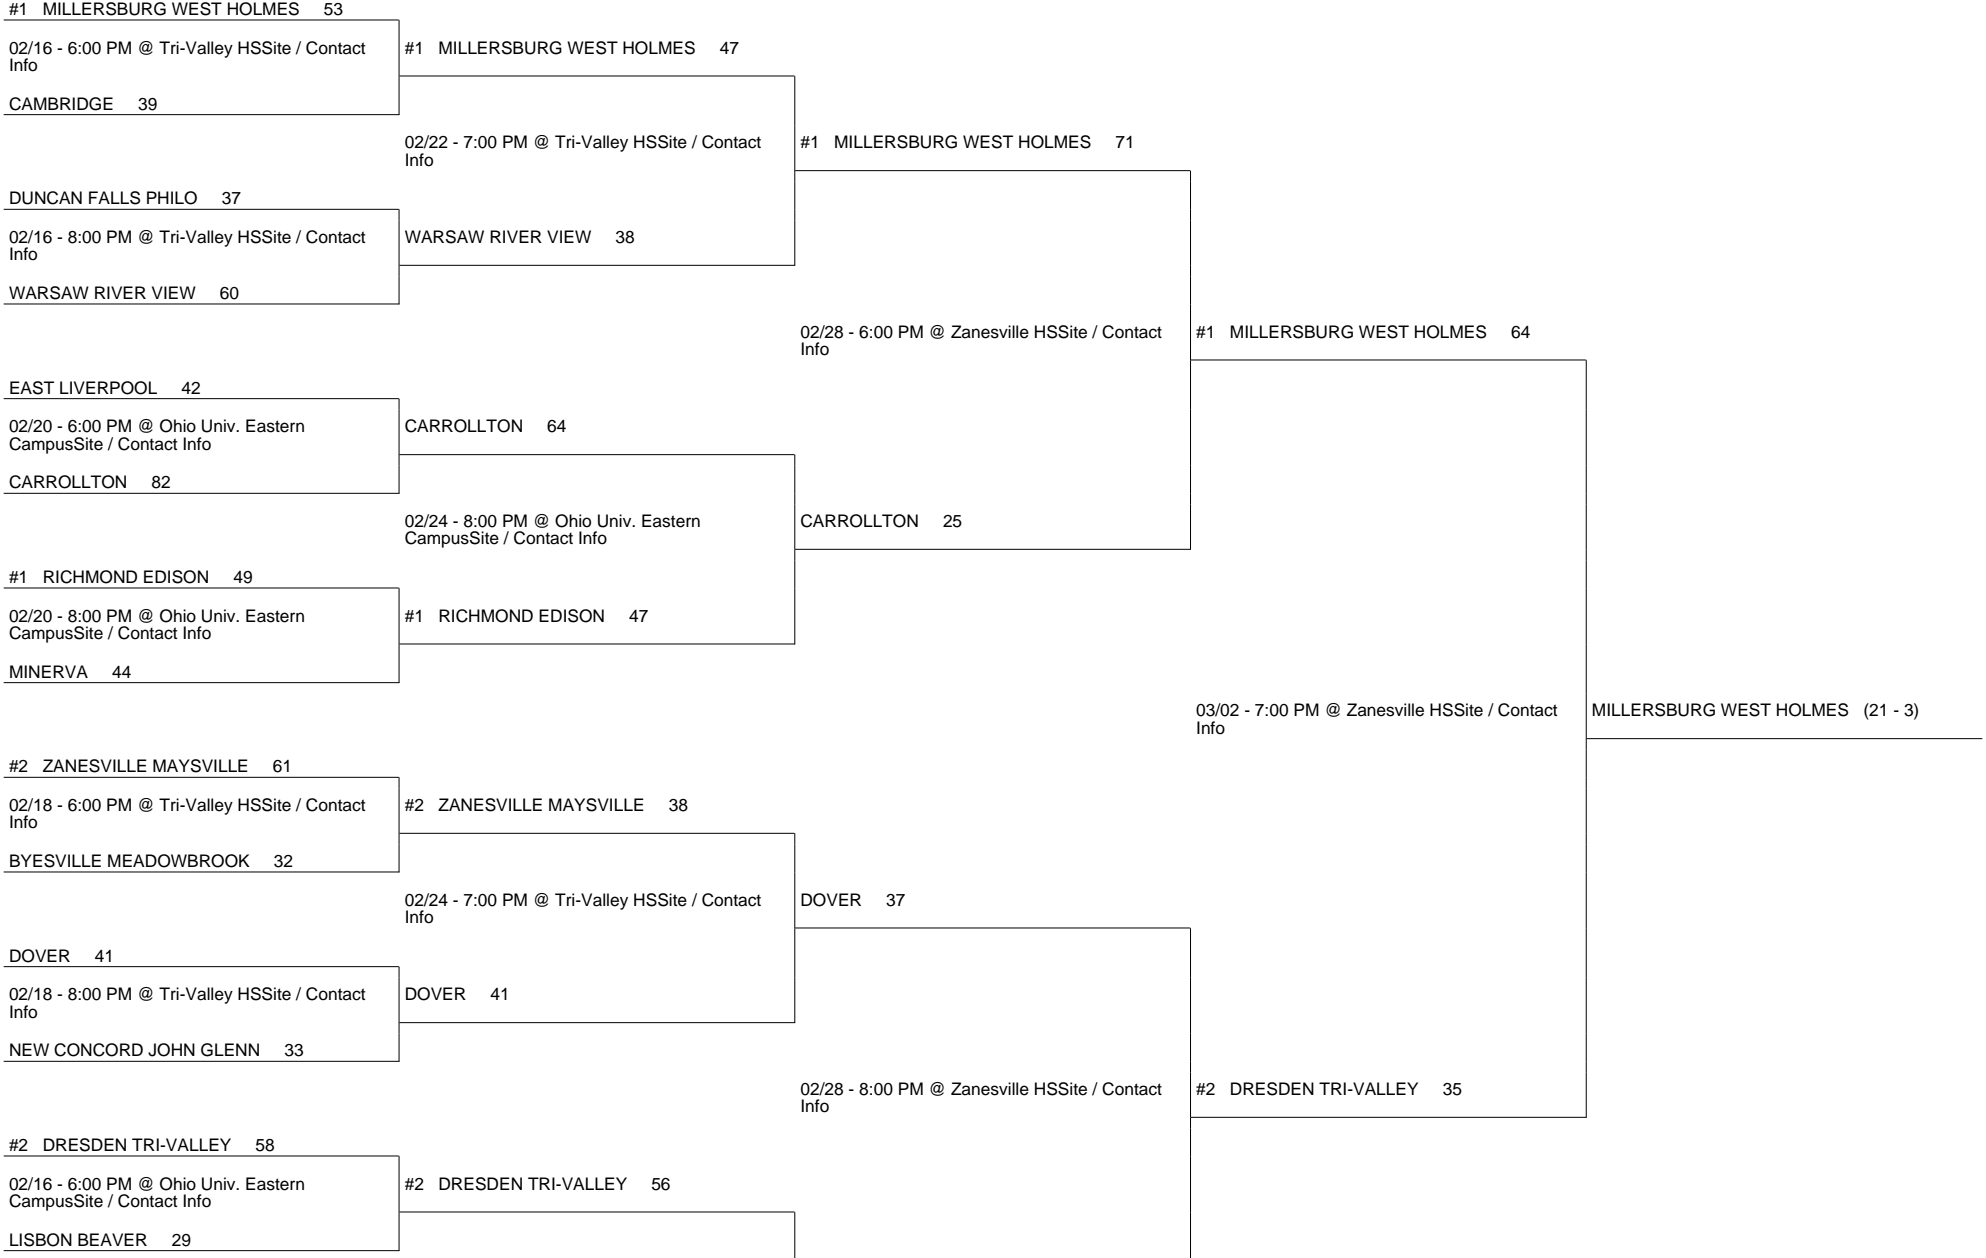 #1 MILLERSBURG WEST HOLMES 53
02/16 - 6:00 PM @ Tri-Valley HSSite / Contact
Info
CAMBRIDGE 39
DUNCAN FALLS PHILO 37
02/16 - 8:00 PM @ Tri-Valley HSSite / Contact
Info
WARSAW RIVER VIEW 60
EAST LIVERPOOL 42
02/20 - 6:00 PM @ Ohio Univ. Eastern
CampusSite / Contact Info
CARROLLTON 82
#1 RICHMOND EDISON 49
02/20 - 8:00 PM @ Ohio Univ. Eastern
CampusSite / Contact Info
MINERVA 44
#2 ZANESVILLE MAYSVILLE 61
02/18 - 6:00 PM @ Tri-Valley HSSite / Contact
Info
BYESVILLE MEADOWBROOK 32
DOVER 41
02/18 - 8:00 PM @ Tri-Valley HSSite / Contact
Info
NEW CONCORD JOHN GLENN 33
#2 DRESDEN TRI-VALLEY 58
02/16 - 6:00 PM @ Ohio Univ. Eastern
CampusSite / Contact Info
LISBON BEAVER 29
#1 MILLERSBURG WEST HOLMES 47
02/22 - 7:00 PM @ Tri-Valley HSSite / Contact
Info
WARSAW RIVER VIEW 38
CARROLLTON 64
02/24 - 8:00 PM @ Ohio Univ. Eastern
CampusSite / Contact Info
#1 RICHMOND EDISON 47
#2 ZANESVILLE MAYSVILLE 38
02/24 - 7:00 PM @ Tri-Valley HSSite / Contact
Info
DOVER 41
#2 DRESDEN TRI-VALLEY 56
#1 MILLERSBURG WEST HOLMES 71
02/28 - 6:00 PM @ Zanesville HSSite / Contact
Info
CARROLLTON 25
DOVER 37
02/28 - 8:00 PM @ Zanesville HSSite / Contact
Info
#1 MILLERSBURG WEST HOLMES 64
03/02 - 7:00 PM @ Zanesville HSSite / Contact
Info
#2 DRESDEN TRI-VALLEY 35
MILLERSBURG WEST HOLMES (21 - 3)